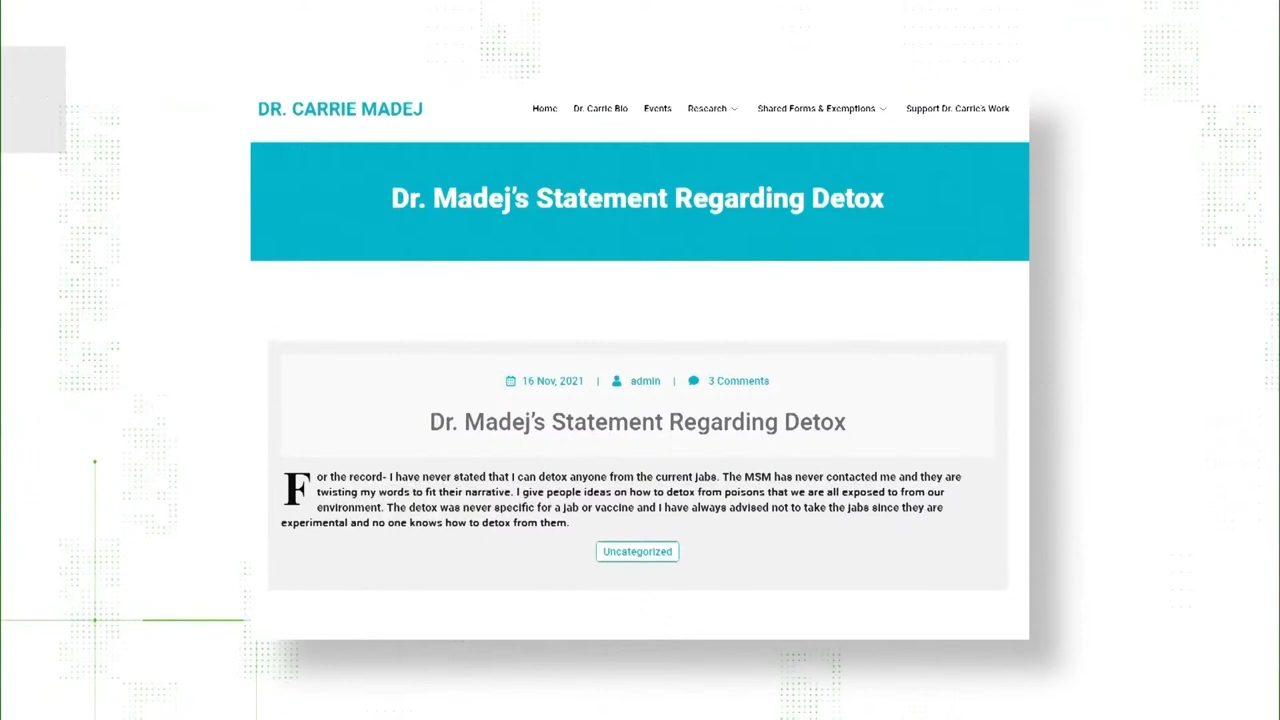 DR. CARRIE MADEJ
Home Dr. Carrie Bio Events Research Shared Forms & Exemptions Support Dr. Carrie's Work
Dr. Madej's Statement Regarding Detox
16 Nov, 2021 | admin | 3 Comments
Dr. Madej's Statement Regarding Detox
For the record- I have never stated that I can detox anyone from the current jabs. The MSM has never contacted me and they are
twisting my words to fit their narrative. I give people ideas on how to detox from poisons that we are all exposed to from our
environment. The detox was never specific for a jab or vaccine and I have always advised not to take the jabs since they are
experimental and no one knows how to detox from them.
Uncategorized